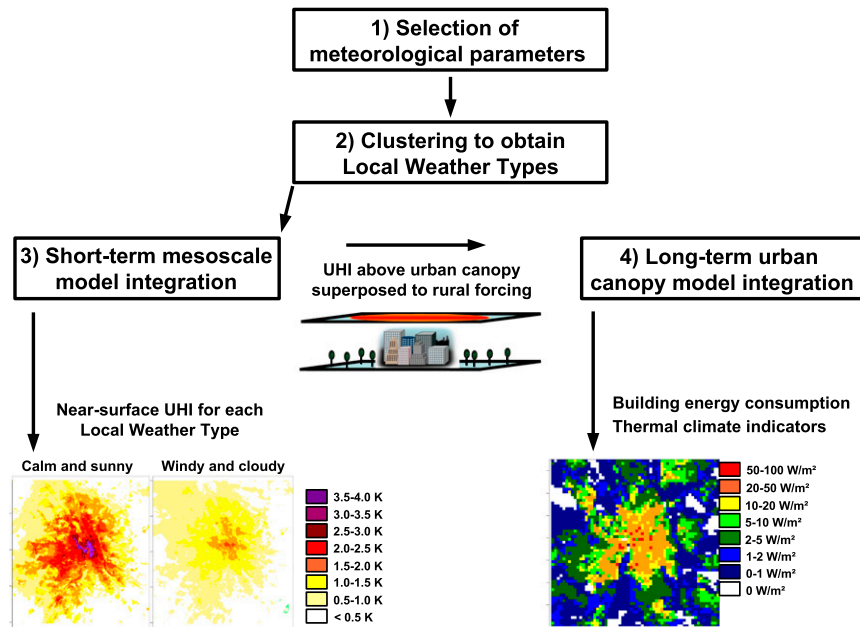 1) Selection of
meteorological parameters
2) Clustering to obtain
Local Weather Types
3) Short-term mesoscale
model integration
UHI above urban canopy
superposed to rural forcing
4) Long-term urban
canopy model integration
Near-surface UHI for each
Local Weather Type
Calm and sunny
Windy and cloudy
3.5-4.0 K
3.0-3.5 K
2.5-3.0 K
2.0-2.5 K
1.5-2.0 K
1.0-1.5 K
0.5-1.0 K
< 0.5 K
Building energy consumption
Thermal climate indicators
50-100 W/m²
20-50 W/m²
10-20 W/m²
5-10 W/m²
2-5 W/m²
1-2 W/m²
0-1 W/m²
0 W/m²